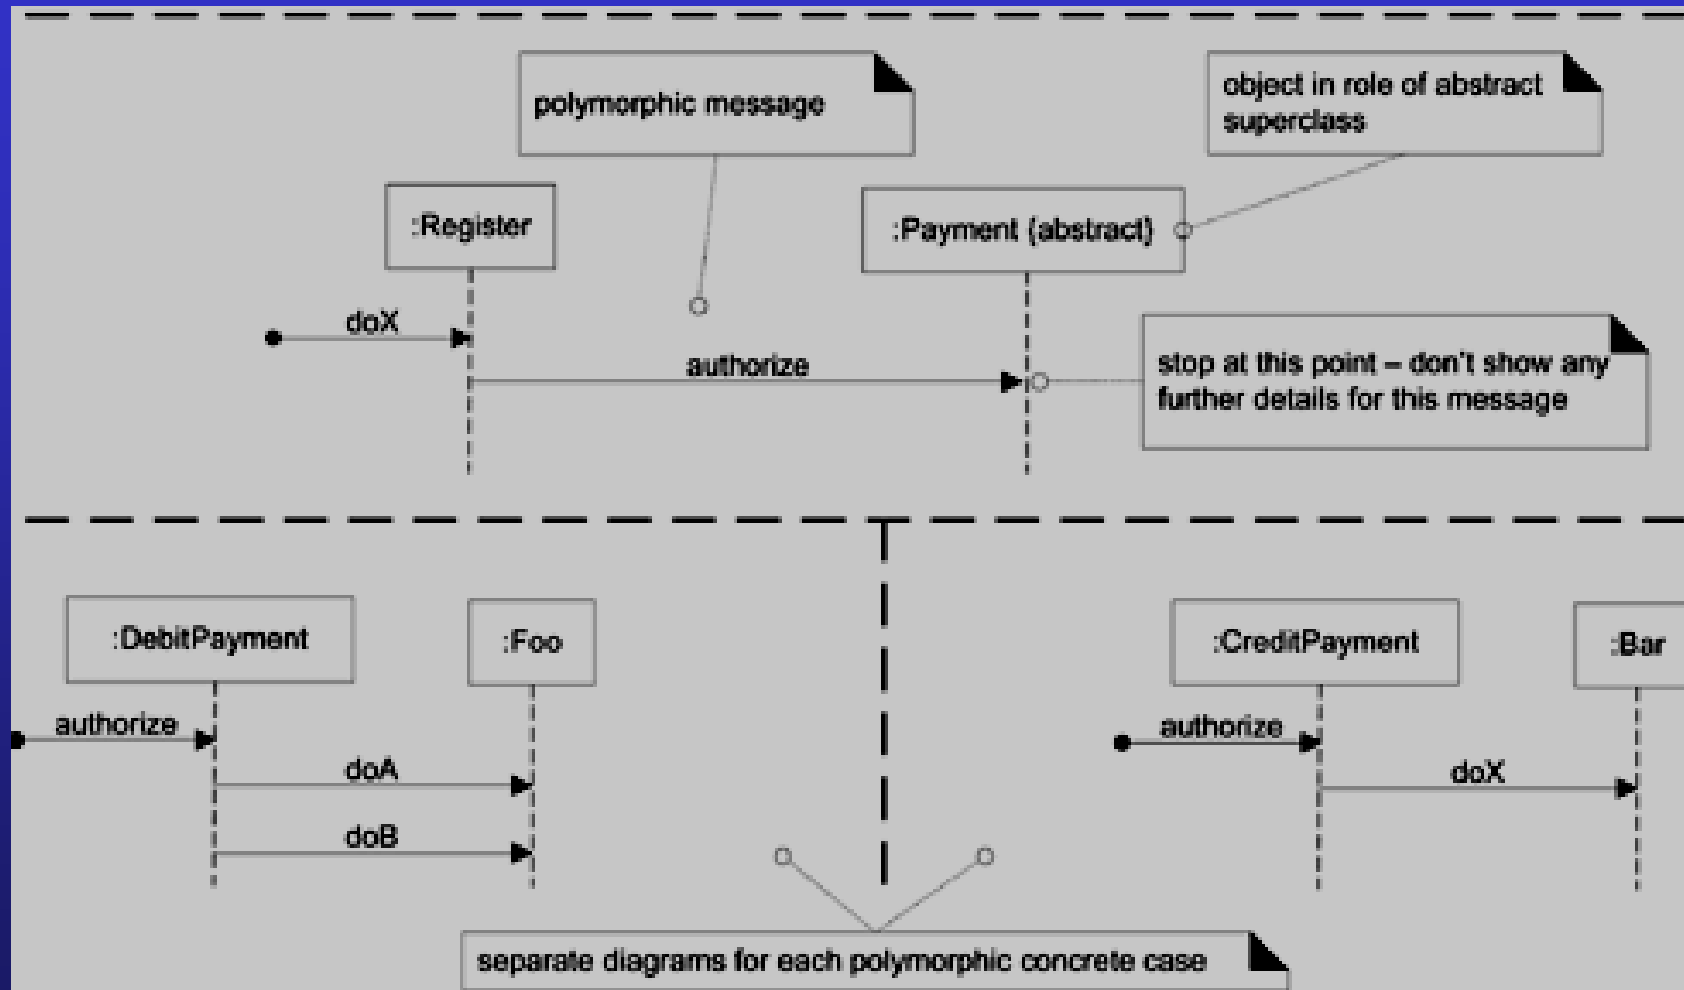 polymorphic message
object in role of abstract
superclass
:Register
:Payment {abstract}
doX
authorize
stop at this point – don't show any
further details for this message
:DebitPayment
:Foo
authorize
doA
doB
:CreditPayment
:Bar
authorize
doX
separate diagrams for each polymorphic concrete case